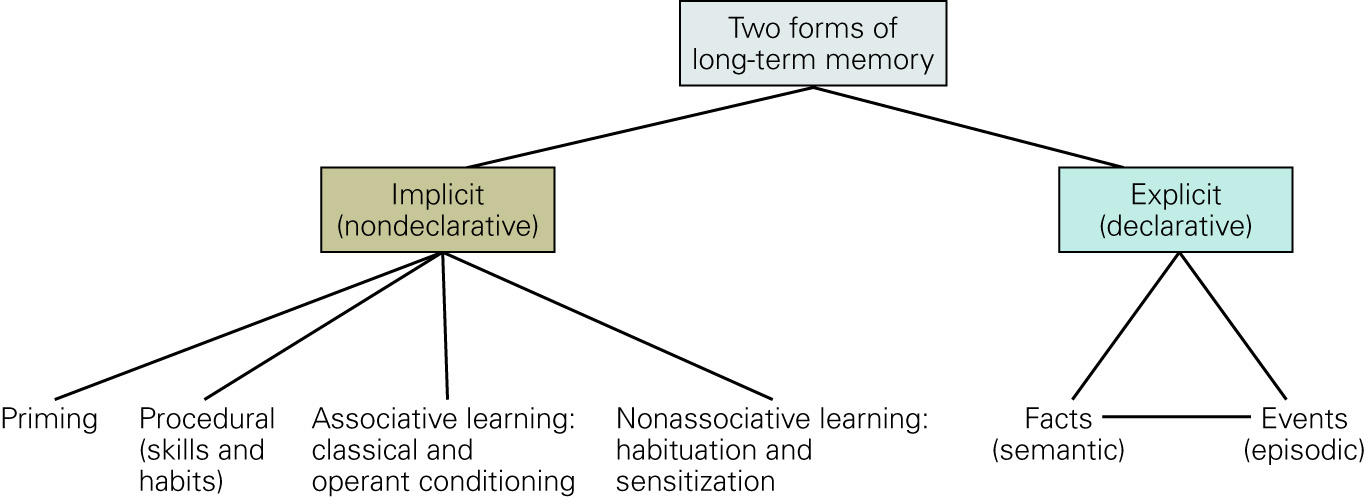 Two forms of
long-term memory
Implicit
(nondeclarative)
Explicit
(declarative)
Priming
Procedural
(skills and
habits)
Associative learning:
classical and
operant conditioning
Nonassociative learning:
habituation and
sensitization
Facts
(semantic)
Events
(episodic)